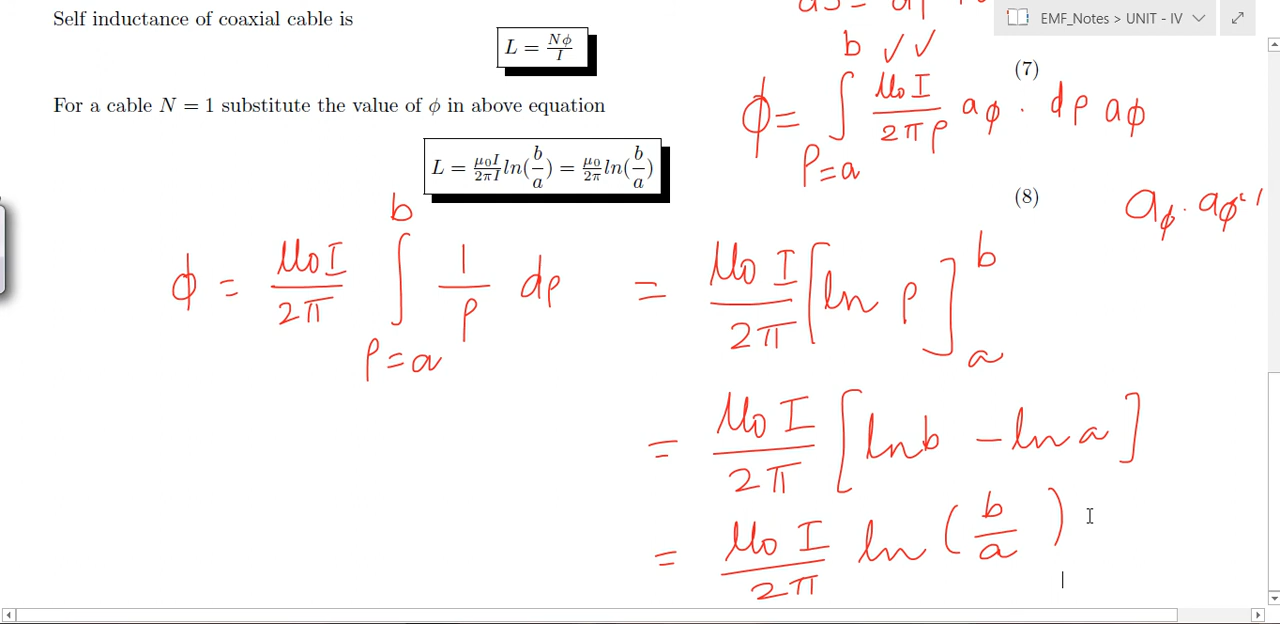 Self inductance of coaxial cable is
EMF_Notes > UNIT - IV
L = Nϕ/I
(7)
For a cable N = 1 substitute the value of ϕ in above equation
ϕ = ∫_{ρ=a}^{b} μ₀I/2πρ aϕ · dρ aϕ
✓ ✓
L = μ₀I/2πI ln(b/a) = μ₀/2π ln(b/a)
(8)
aϕ · aϕ
ϕ = μ₀I/2π ∫_{ρ=a}^{b} 1/ρ dρ = μ₀I/2π [ln ρ]_a^b
= μ₀I/2π [ln b − ln a]
= μ₀I/2π ln (b/a)